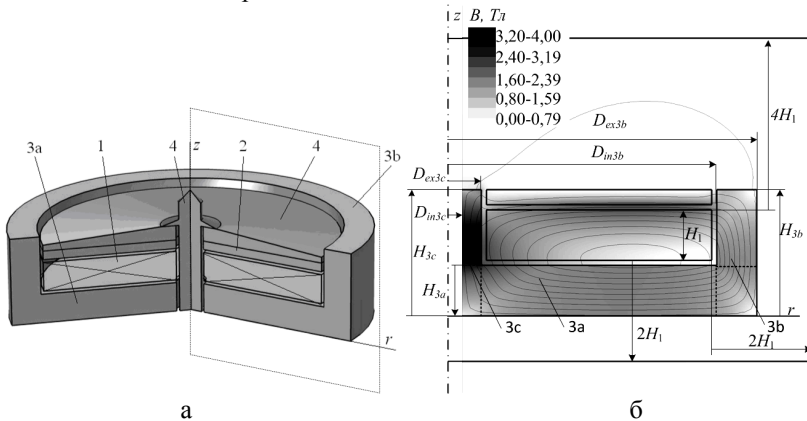 z B, Тл
3,20-4,00
2,40-3,19
1,60-2,39
0,80-1,59
0,00-0,79
4H1
Dex3b
Din3b
Dex3c
Din3c
H1
H3b
H3c
H3a
r
3c 3a 3b
2H1 2H1
3a 1 4 z 2 4 3b
r
а б